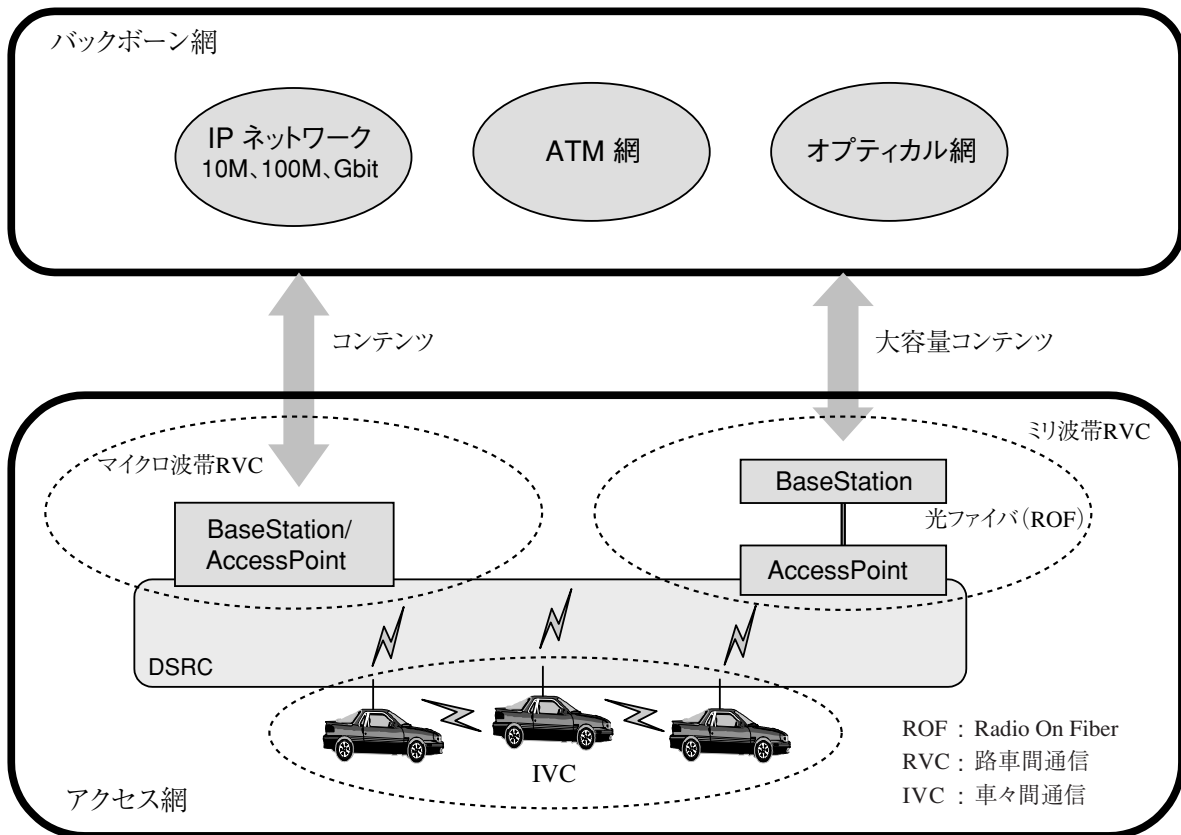 バックボーン網
IP ネットワーク
10M、100M、Gbit
ATM 網
オプティカル網
コンテンツ
大容量コンテンツ
マイクロ波帯RVC
ミリ波帯RVC
BaseStation/
AccessPoint
BaseStation
光ファイバ(ROF)
AccessPoint
DSRC
IVC
ROF : Radio On Fiber
RVC : 路車間通信
IVC : 車々間通信
アクセス網